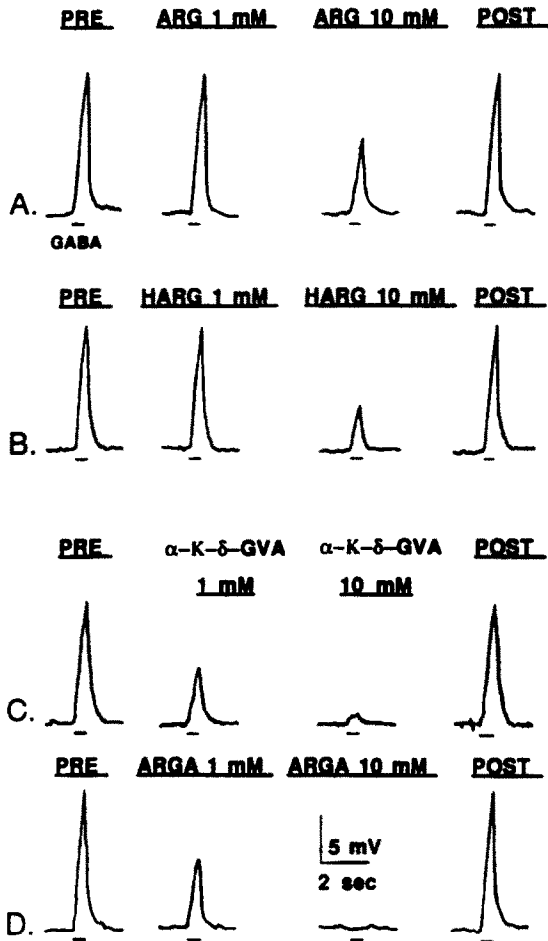 PRE ARG 1 mM ARG 10 mM POST
A.
GABA
PRE HARG 1 mM HARG 10 mM POST
B.
PRE α-K-δ-GVA α-K-δ-GVA POST
1 mM 10 mM
C.
PRE ARGA 1 mM ARGA 10 mM POST
5 mV
2 sec
D.